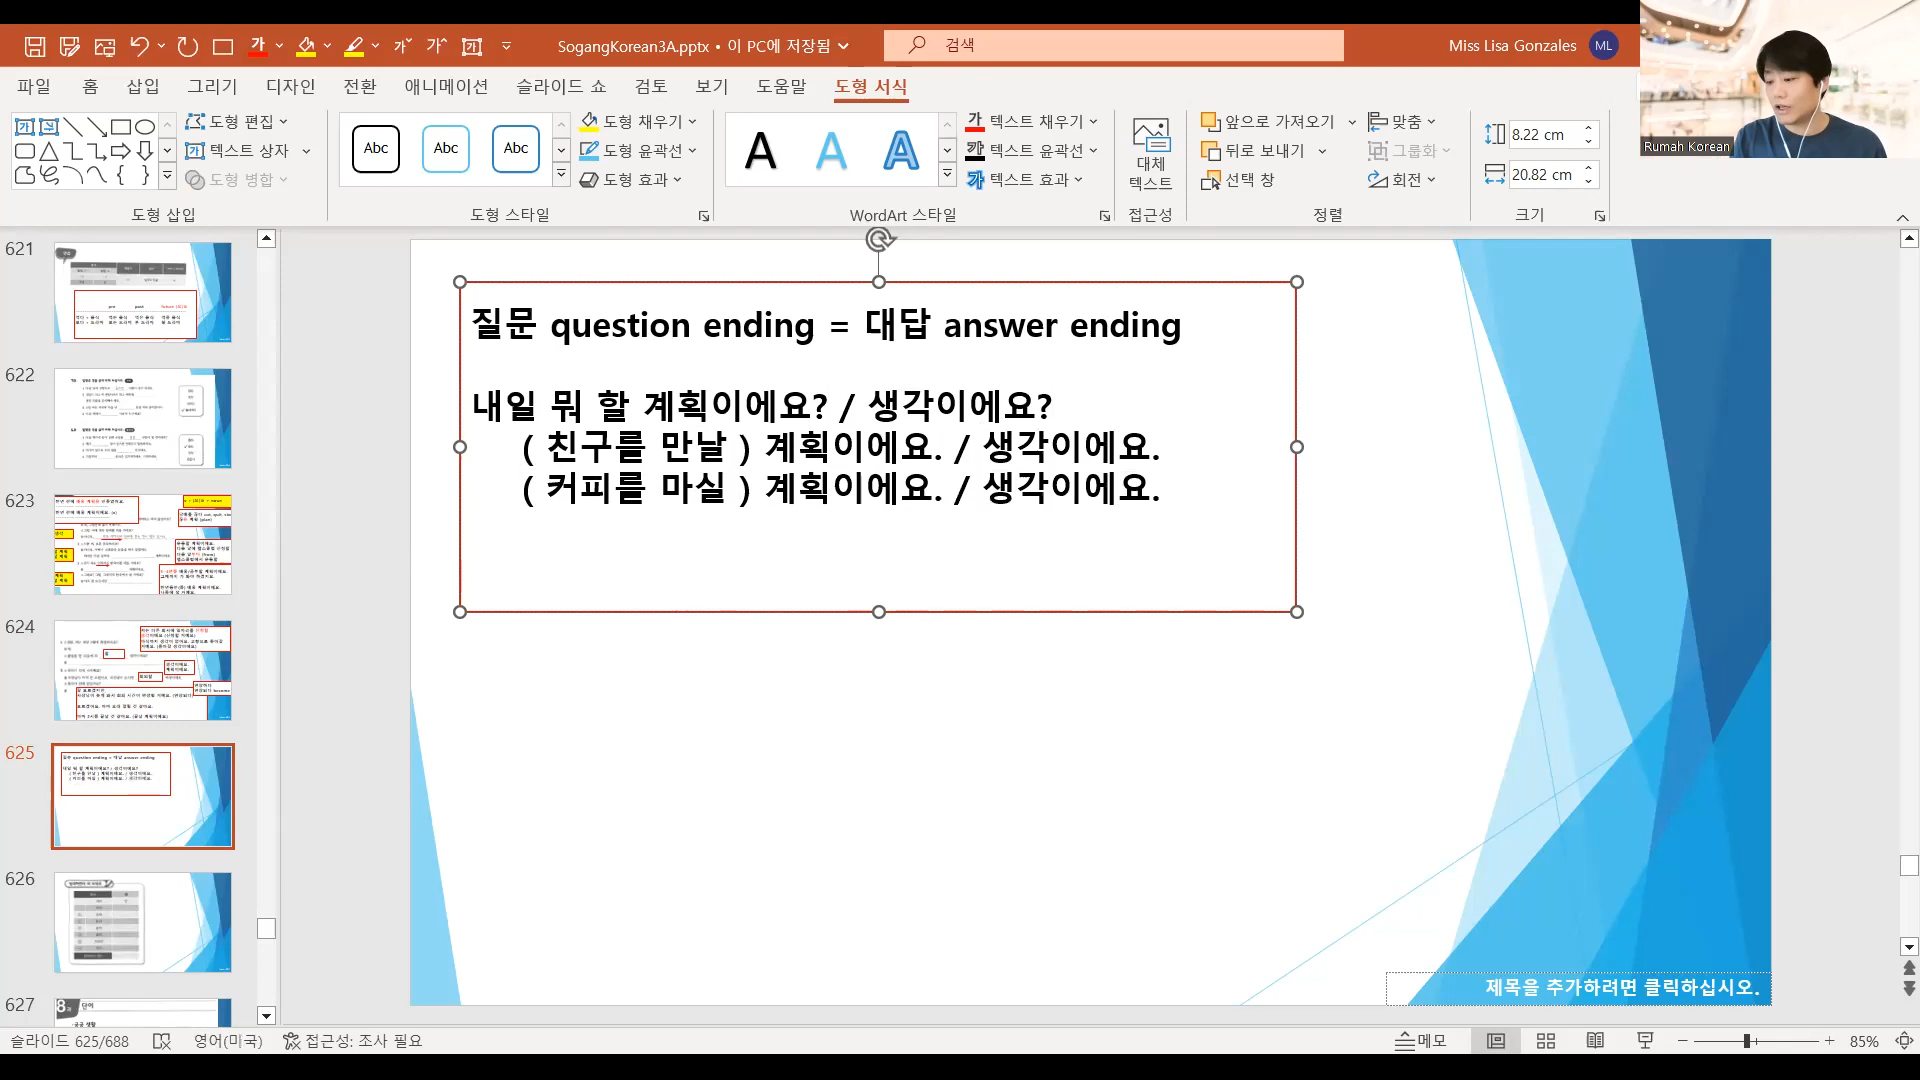 SogangKorean3A.pptx • 이 PC에 저장됨
검색
Miss Lisa Gonzales
ML
Rumah Korean
파일
홈
삽입
그리기
디자인
전환
애니메이션
슬라이드 쇼
검토
보기
도움말
도형 서식
도형 편집
텍스트 상자
도형 병합
도형 삽입
Abc
Abc
Abc
도형 채우기
도형 윤곽선
도형 효과
도형 스타일
텍스트 채우기
텍스트 윤곽선
텍스트 효과
WordArt 스타일
대체
텍스트
접근성
앞으로 가져오기
뒤로 보내기
선택 창
맞춤
그룹화
회전
정렬
8.22 cm
20.82 cm
크기
621
622
623
624
625
626
627
질문 question ending = 대답 answer ending
내일 뭐 할 계획이에요? / 생각이에요?
( 친구를 만날 ) 계획이에요. / 생각이에요.
( 커피를 마실 ) 계획이에요. / 생각이에요.
제목을 추가하려면 클릭하십시오.
슬라이드 625/688
영어(미국)
접근성: 조사 필요
메모
85%